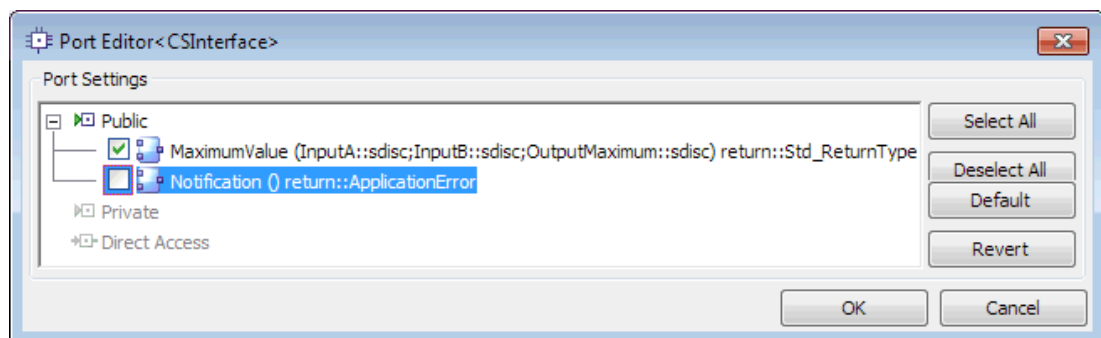 Port Editor<CSInterface>
Port Settings
Public
MaximumValue (InputA::sdisc;InputB::sdisc;OutputMaximum::sdisc) return::Std_ReturnType
Notification () return::ApplicationError
Private
Direct Access
Select All
Deselect All
Default
Revert
OK
Cancel